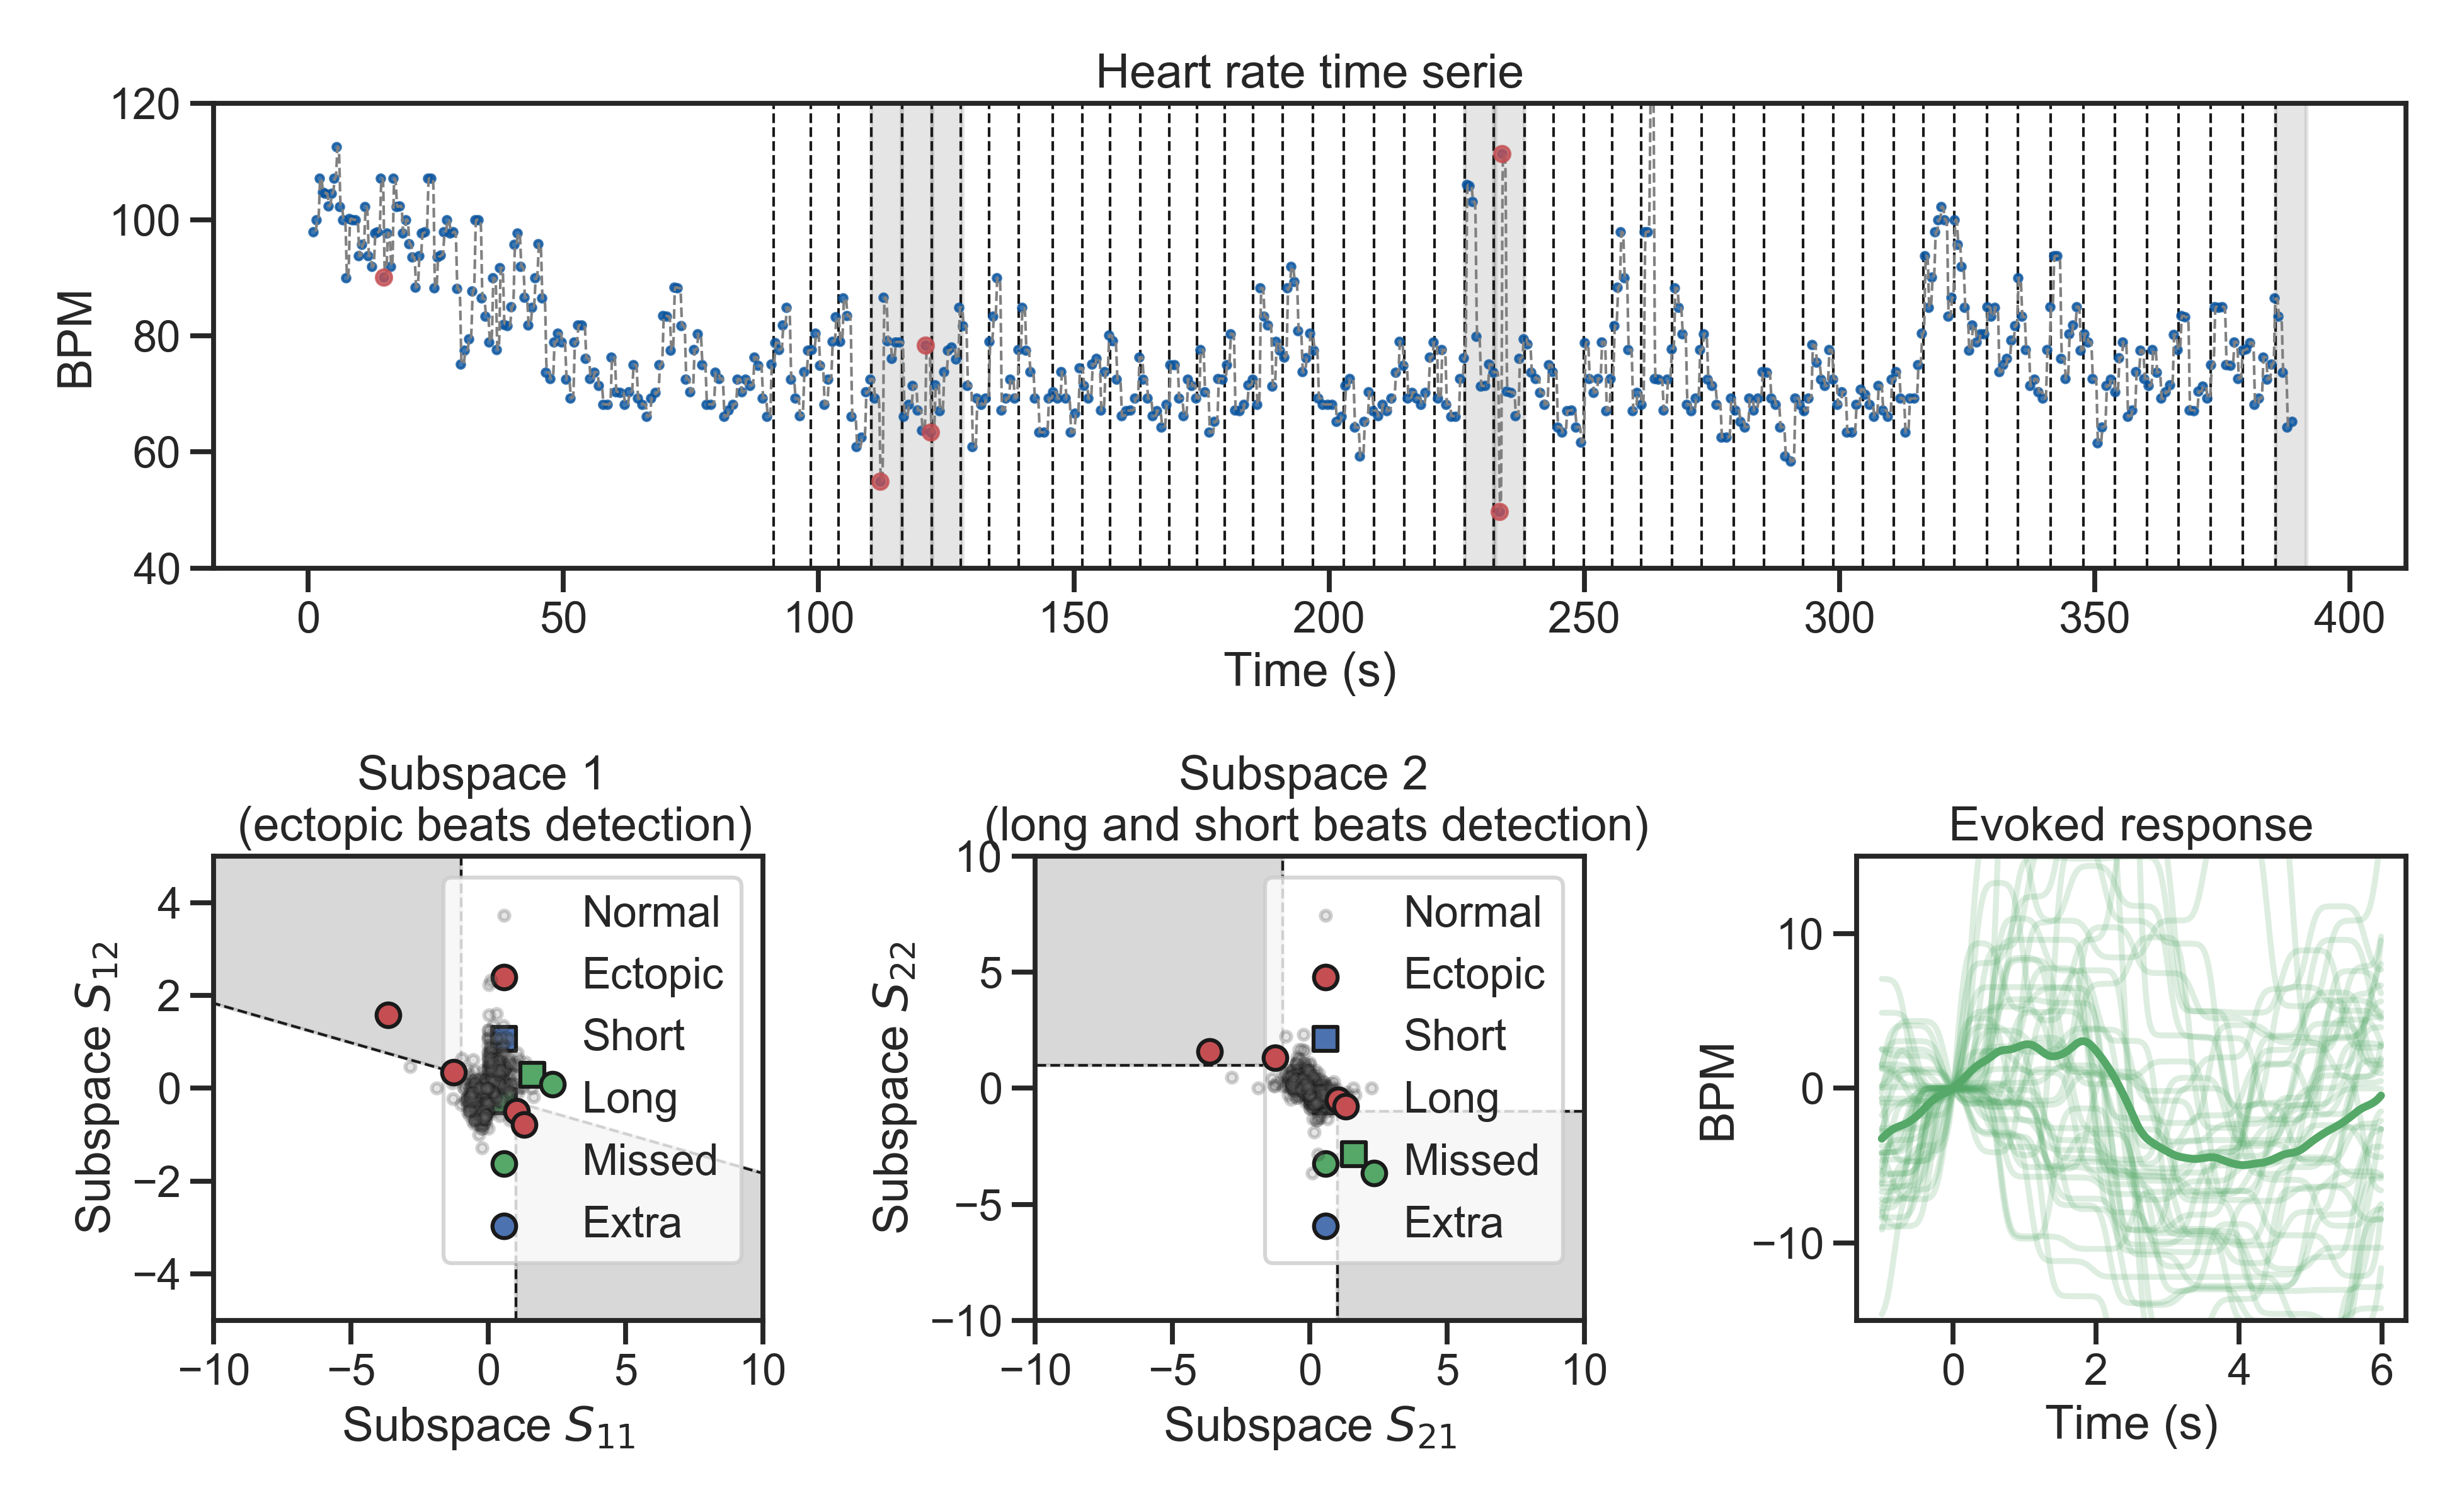 Heart rate time serie
120
100
80
60
40
BPM
0 50 100 150 200 250 300 350 400
Time (s)
Subspace 1
(ectopic beats detection)
4
2
0
−2
−4
Subspace S12
Normal
Ectopic
Short
Long
Missed
Extra
−10 −5 0 5 10
Subspace S11
Subspace 2
(long and short beats detection)
10
5
0
−5
−10
Subspace S22
Normal
Ectopic
Short
Long
Missed
Extra
−10 −5 0 5 10
Subspace S21
Evoked response
10
0
−10
BPM
0 2 4 6
Time (s)